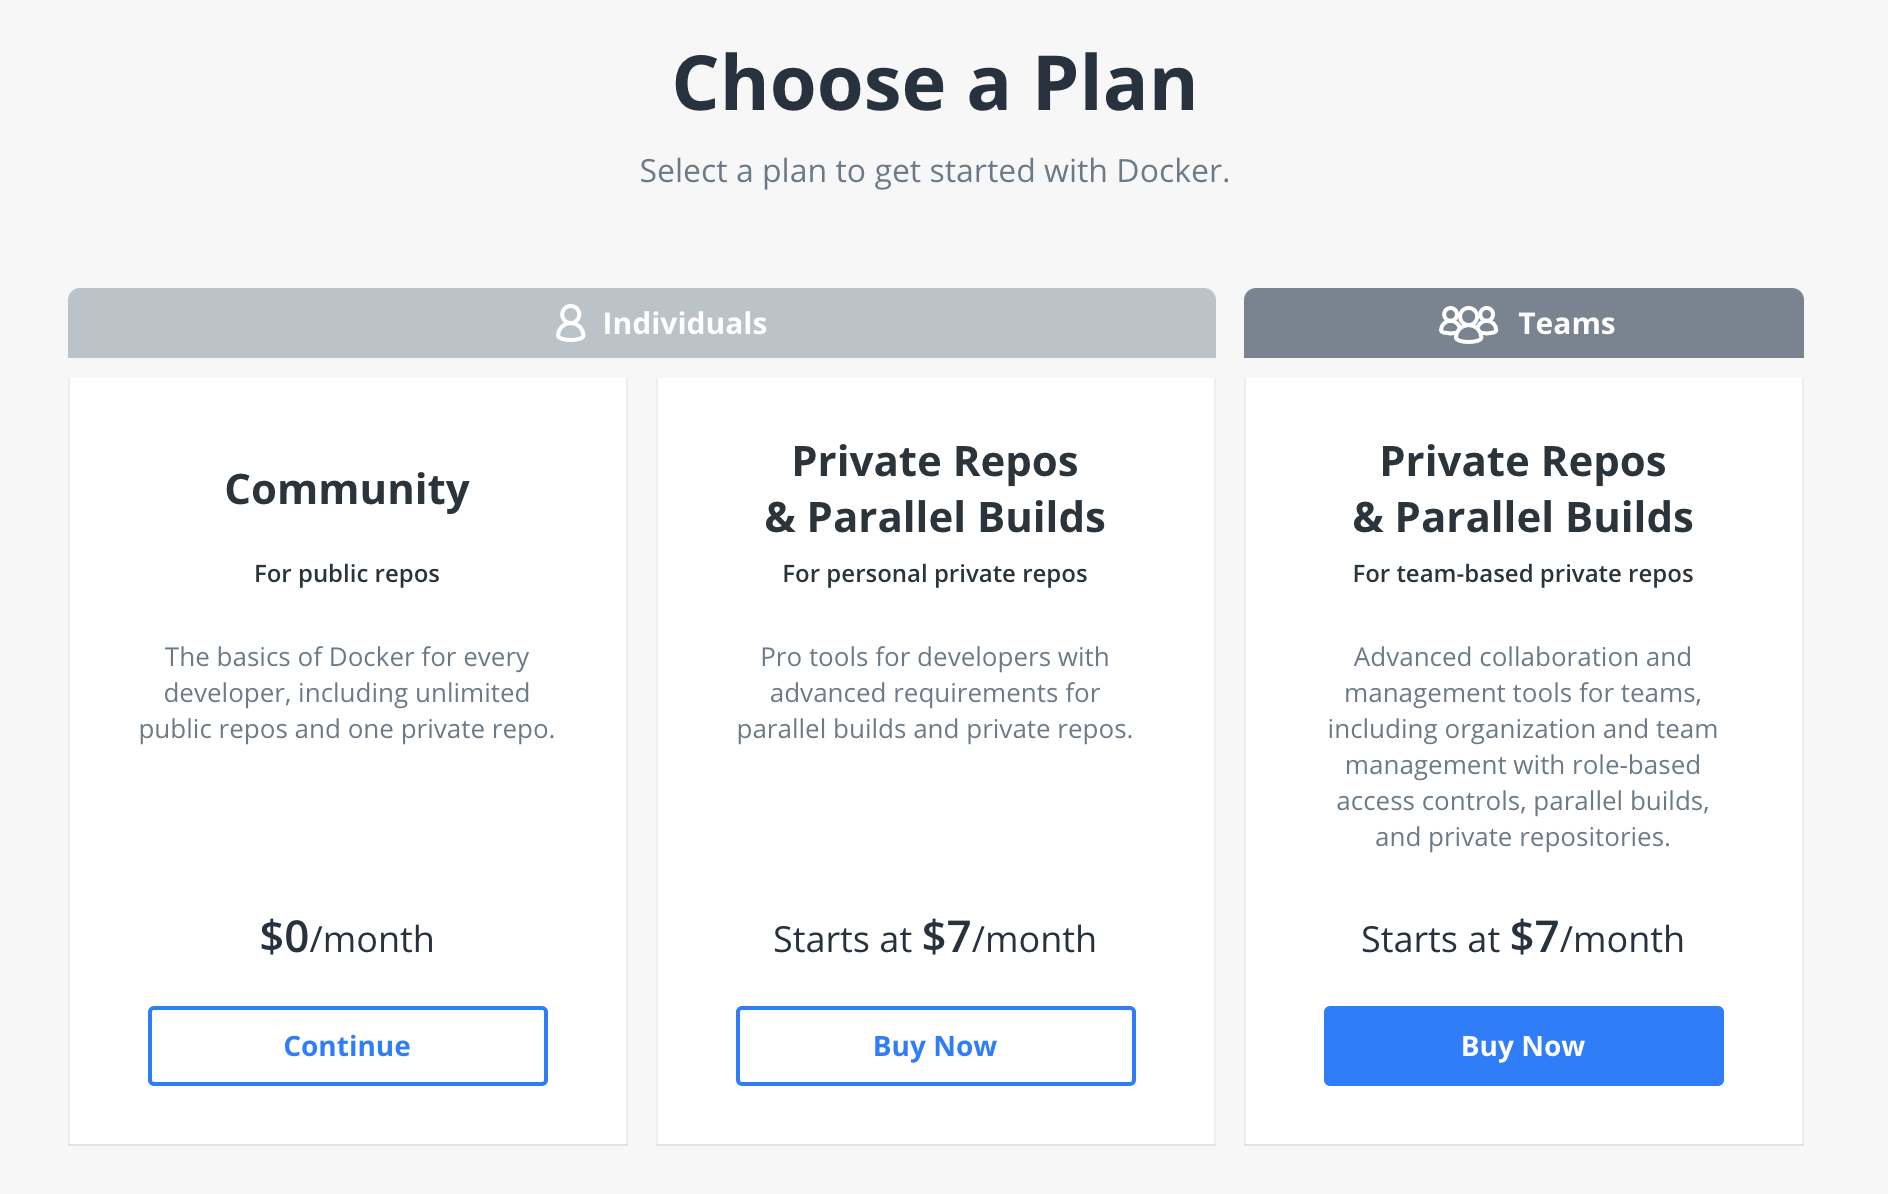 Choose a Plan
Select a plan to get started with Docker.
Individuals
Teams
Community
For public repos
The basics of Docker for every
developer, including unlimited
public repos and one private repo.
$0/month
Continue
Private Repos
& Parallel Builds
For personal private repos
Pro tools for developers with
advanced requirements for
parallel builds and private repos.
Starts at $7/month
Buy Now
Private Repos
& Parallel Builds
For team-based private repos
Advanced collaboration and
management tools for teams,
including organization and team
management with role-based
access controls, parallel builds,
and private repositories.
Starts at $7/month
Buy Now